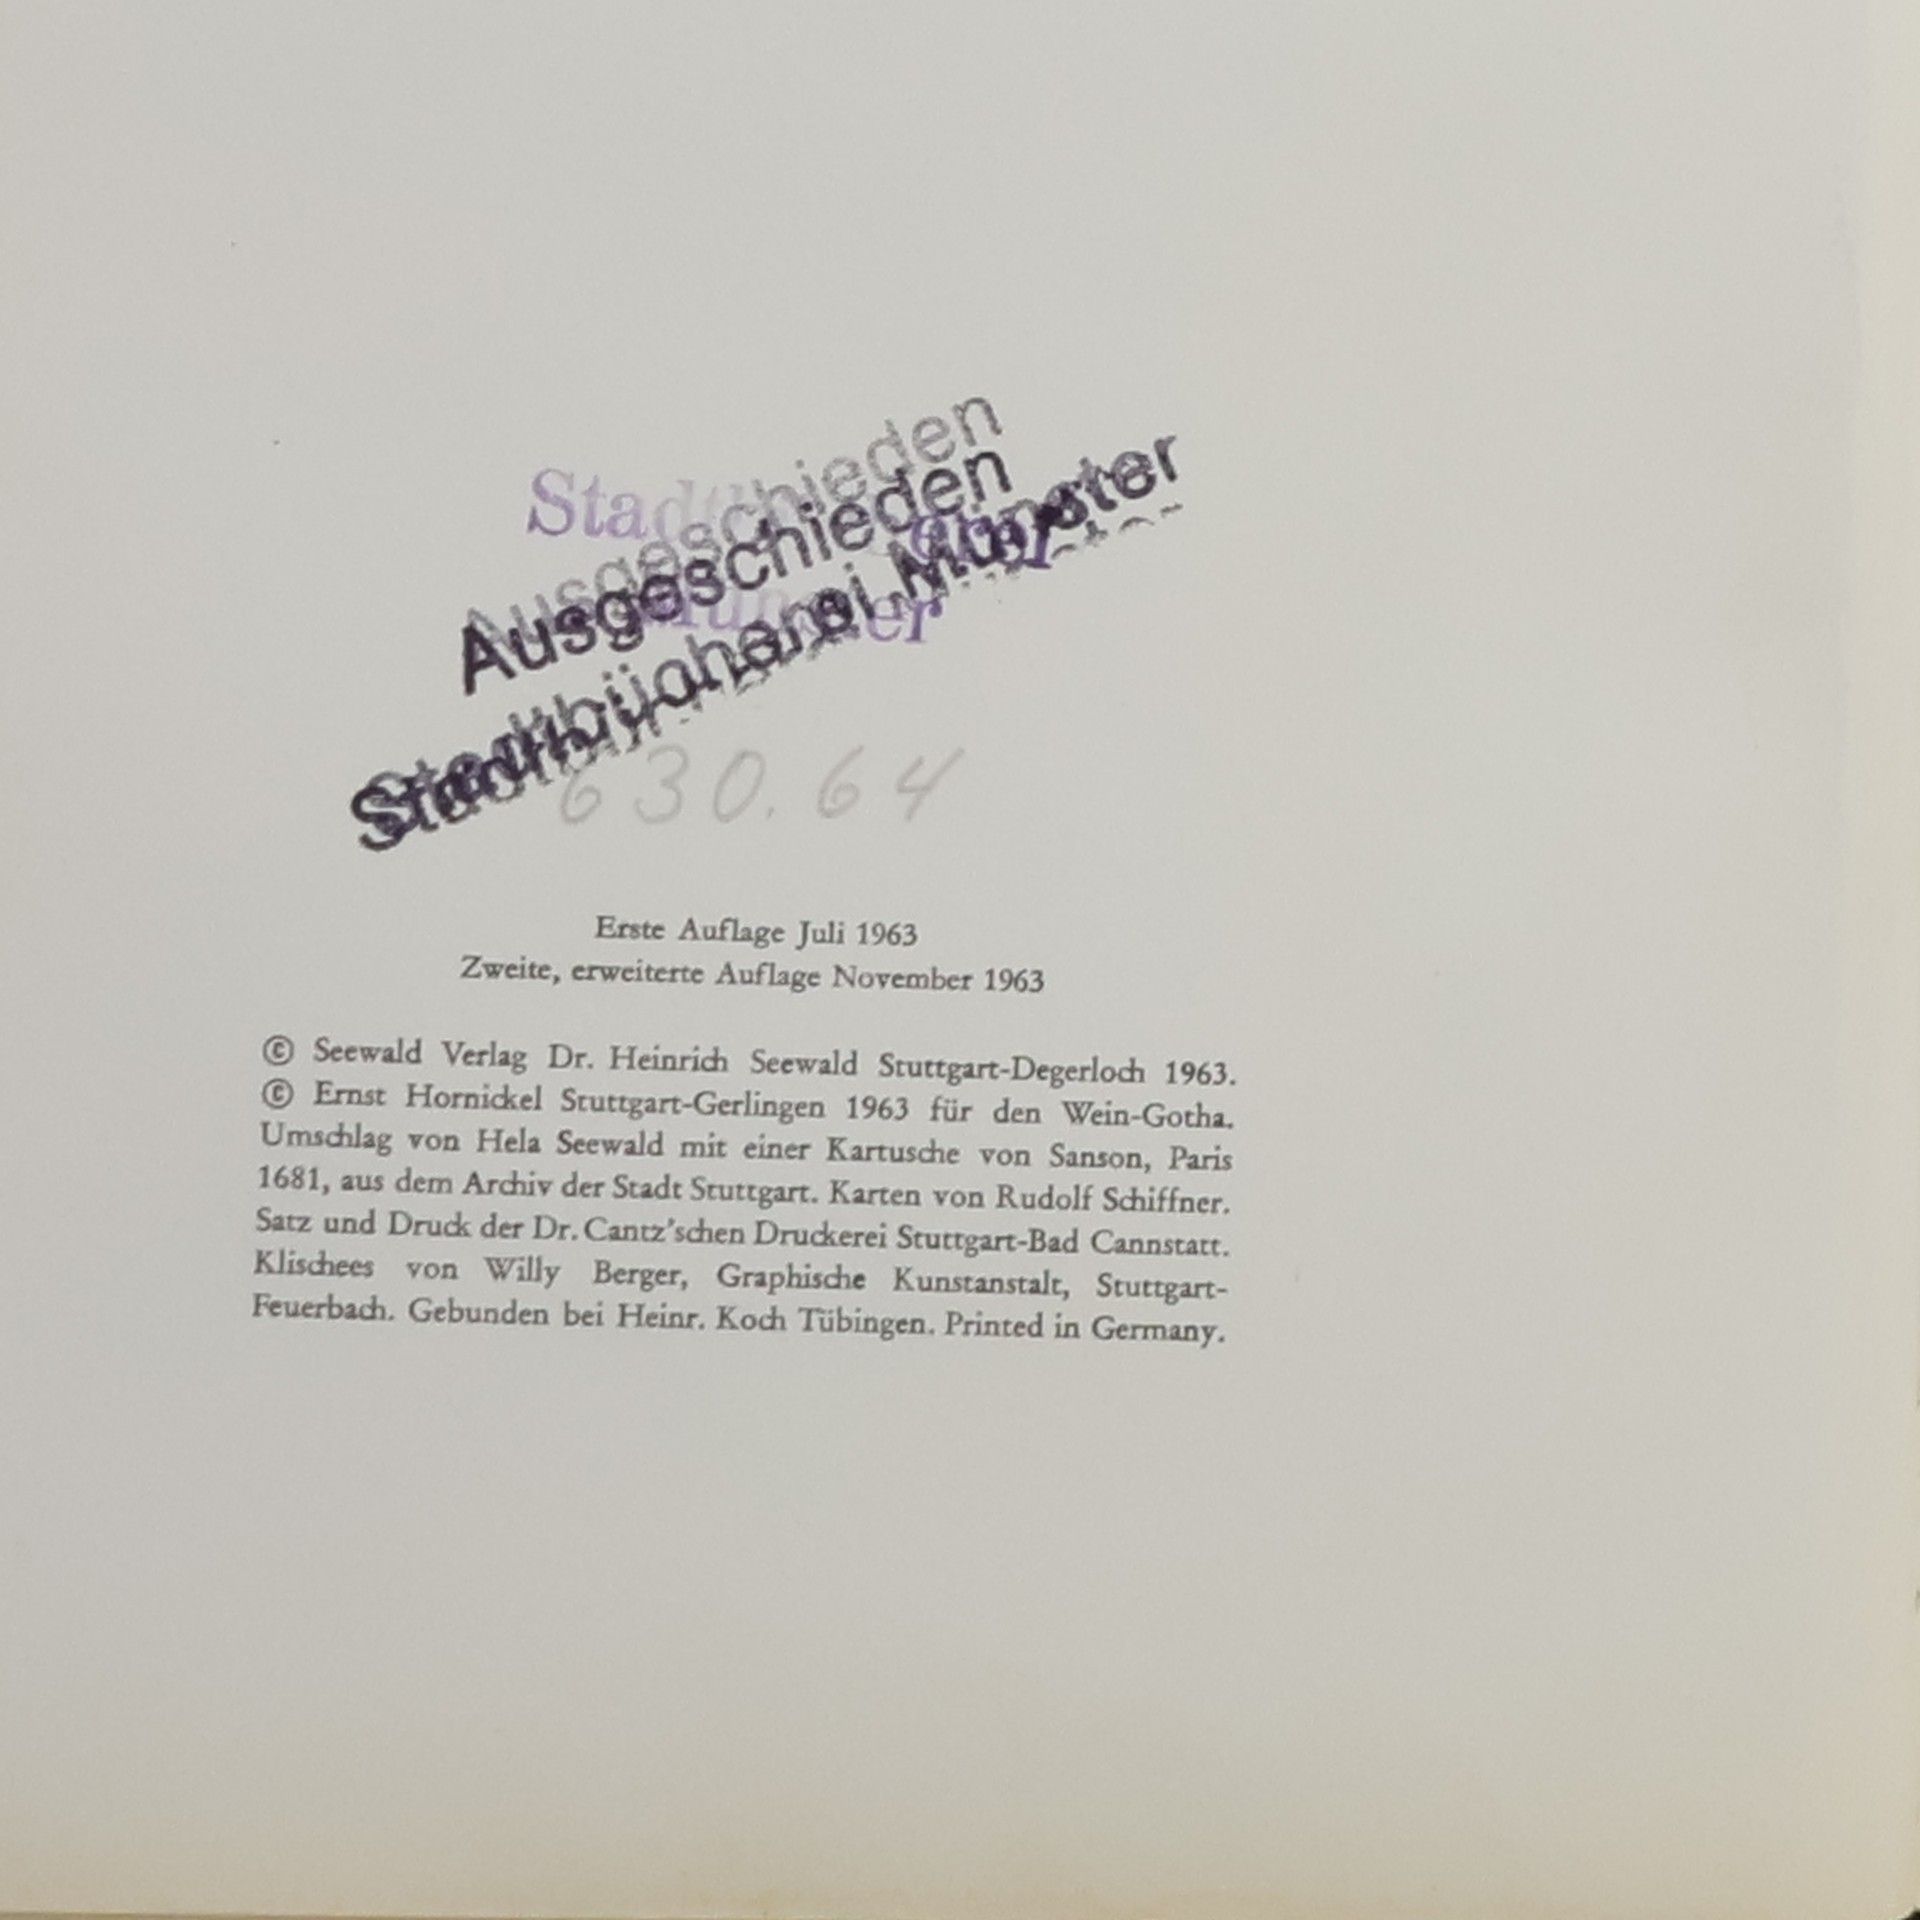 Stadtbücherei
Münster
Ausgeschieden
Ausgeschieden
Stadtbücherei Münster
630.64
Erste Auflage Juli 1963
Zweite, erweiterte Auflage November 1963
© Seewald Verlag Dr. Heinrich Seewald Stuttgart-Degerloch 1963.
© Ernst Hornickel Stuttgart-Gerlingen 1963 für den Wein-Gotha.
Umschlag von Hela Seewald mit einer Kartusche von Sanson, Paris
1681, aus dem Archiv der Stadt Stuttgart. Karten von Rudolf Schiffner.
Satz und Druck der Dr. Cantz'schen Druckerei Stuttgart-Bad Cannstatt.
Klischees von Willy Berger, Graphische Kunstanstalt, Stuttgart-
Feuerbach. Gebunden bei Heinr. Koch Tübingen. Printed in Germany.